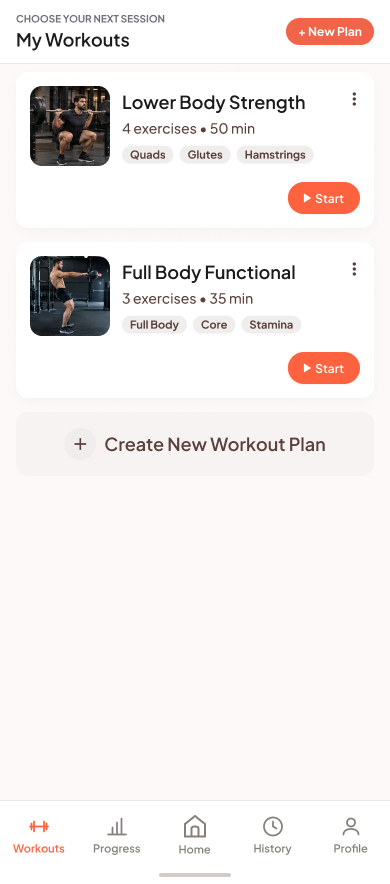 CHOOSE YOUR NEXT SESSION
My Workouts
+ New Plan
Lower Body Strength
4 exercises • 50 min
Quads Glutes Hamstrings
Start
Full Body Functional
3 exercises • 35 min
Full Body Core Stamina
Start
+ Create New Workout Plan
Workouts Progress Home History Profile